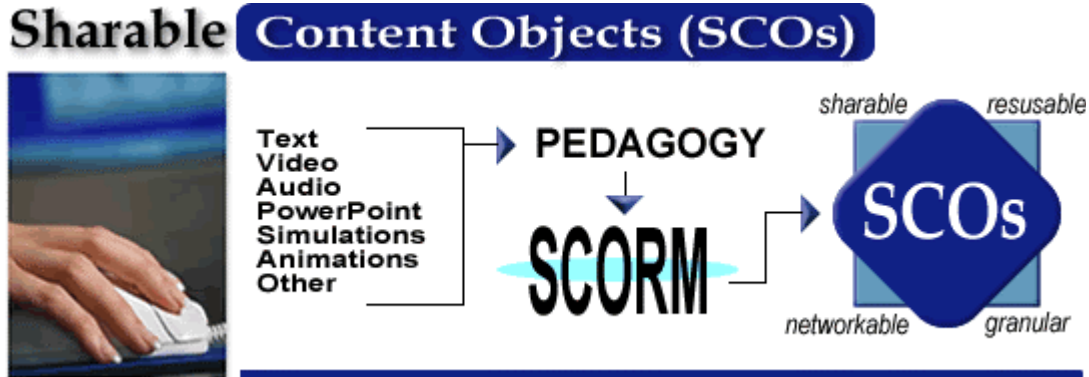 Sharable Content Objects (SCOs)
Text
Video
Audio
PowerPoint
Simulations
Animations
Other
PEDAGOGY
SCORM
sharable
resusable
SCOs
networkable
granular